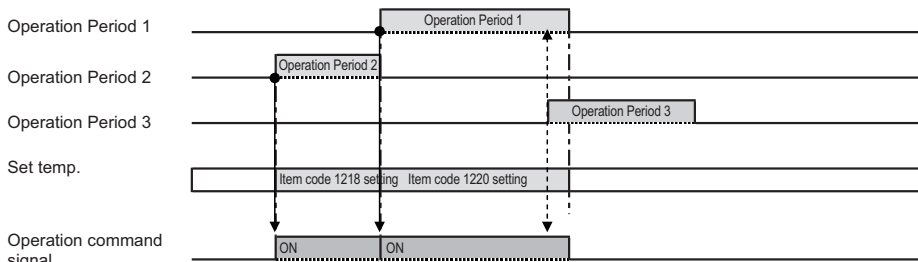 Operation Period 1
Operation Period 1
Operation Period 2
Operation Period 2
Operation Period 3
Operation Period 3
Set temp.
Item code 1218 setting Item code 1220 setting
Operation command
signal
ON ON